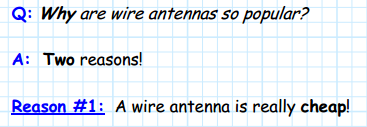 Q: Why are wire antennas so popular?
A: Two reasons!
Reason #1: A wire antenna is really cheap!